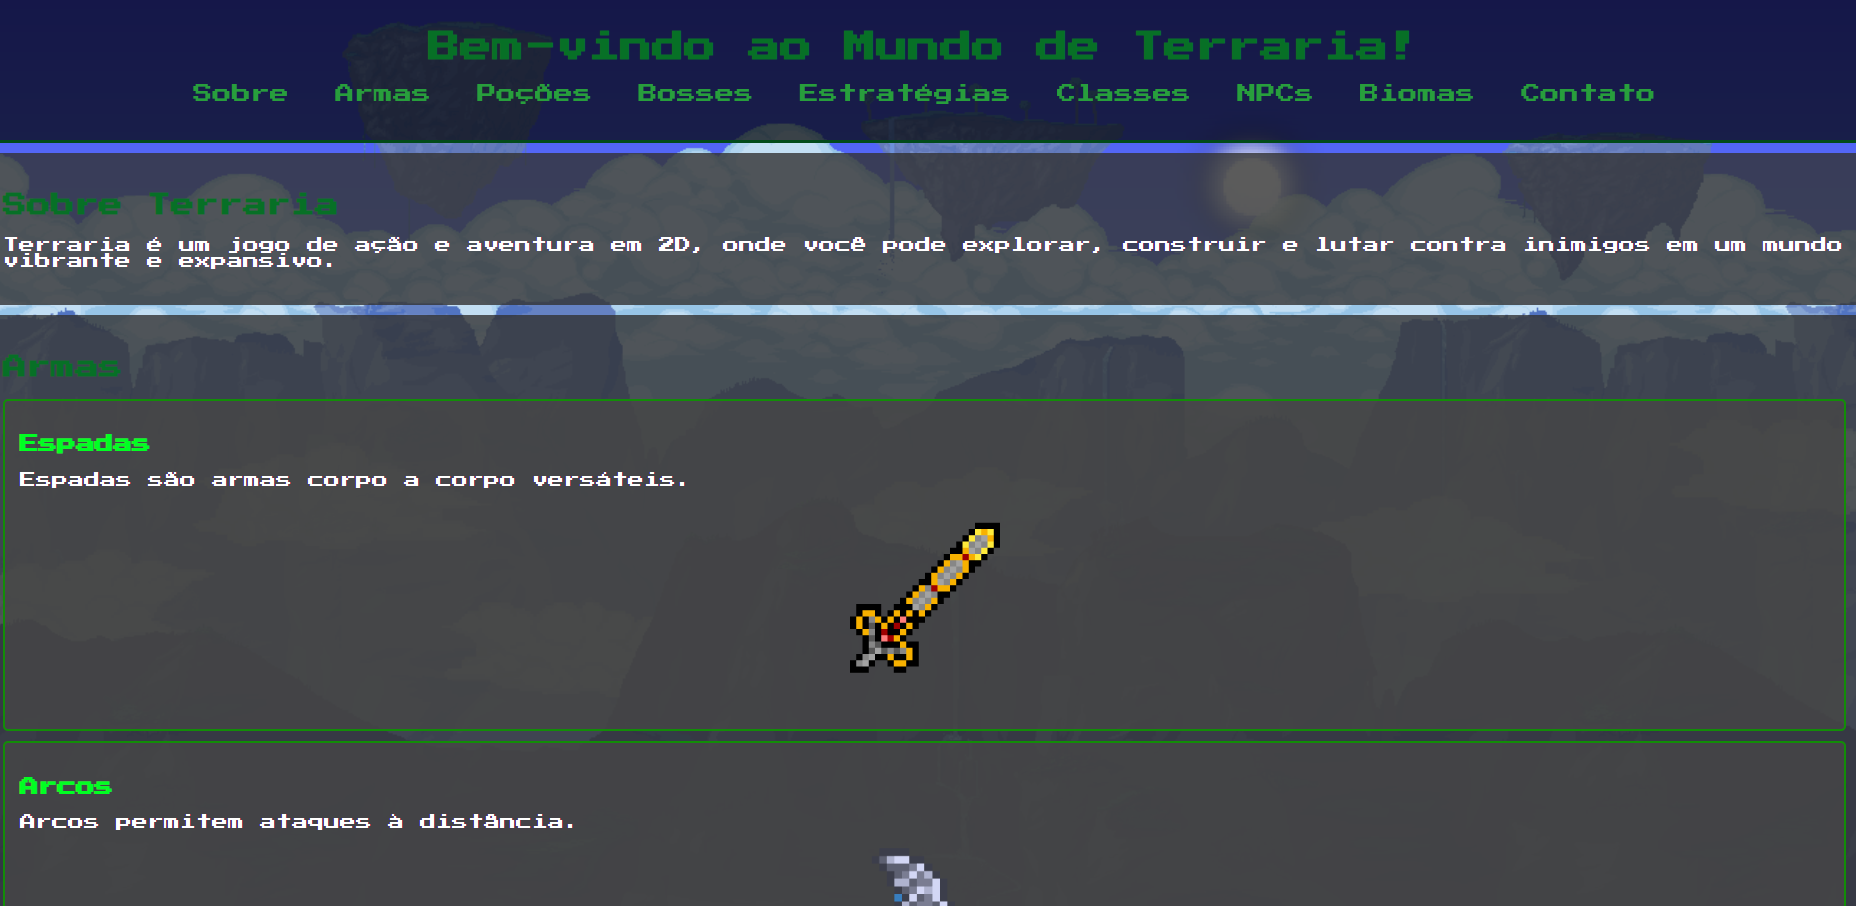 Bem-vindo ao Mundo de Terraria!
Sobre Armas Poções Bosses Estratégias Classes NPCs Biomas Contato
Sobre Terraria
Terraria é um jogo de ação e aventura em 2D, onde você pode explorar, construir e lutar contra inimigos em um mundo
vibrante e expansivo.
Armas
Espadas
Espadas são armas corpo a corpo versáteis.
Arcos
Arcos permitem ataques à distância.